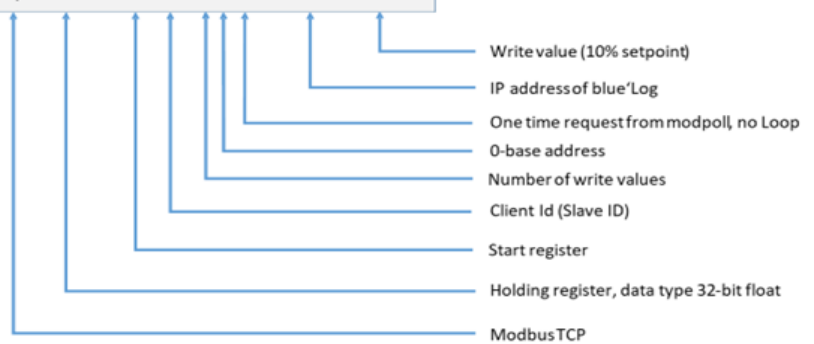 Write value (10% setpoint)
IP address of blue‘Log
One time request from modpoll, no Loop
0-base address
Number of write values
Client Id (Slave ID)
Start register
Holding register, data type 32-bit float
Modbus TCP